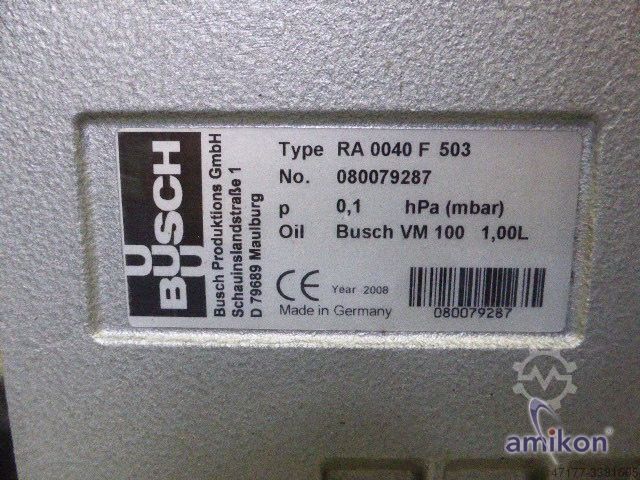 BUSCH
Busch Produktions GmbH
Schauinslandstraße 1
D 79689 Maulburg
Type RA 0040 F 503
No. 080079287
p 0,1 hPa (mbar)
Oil Busch VM 100 1,00L
CE Year 2008
Made in Germany
080079287
amikon